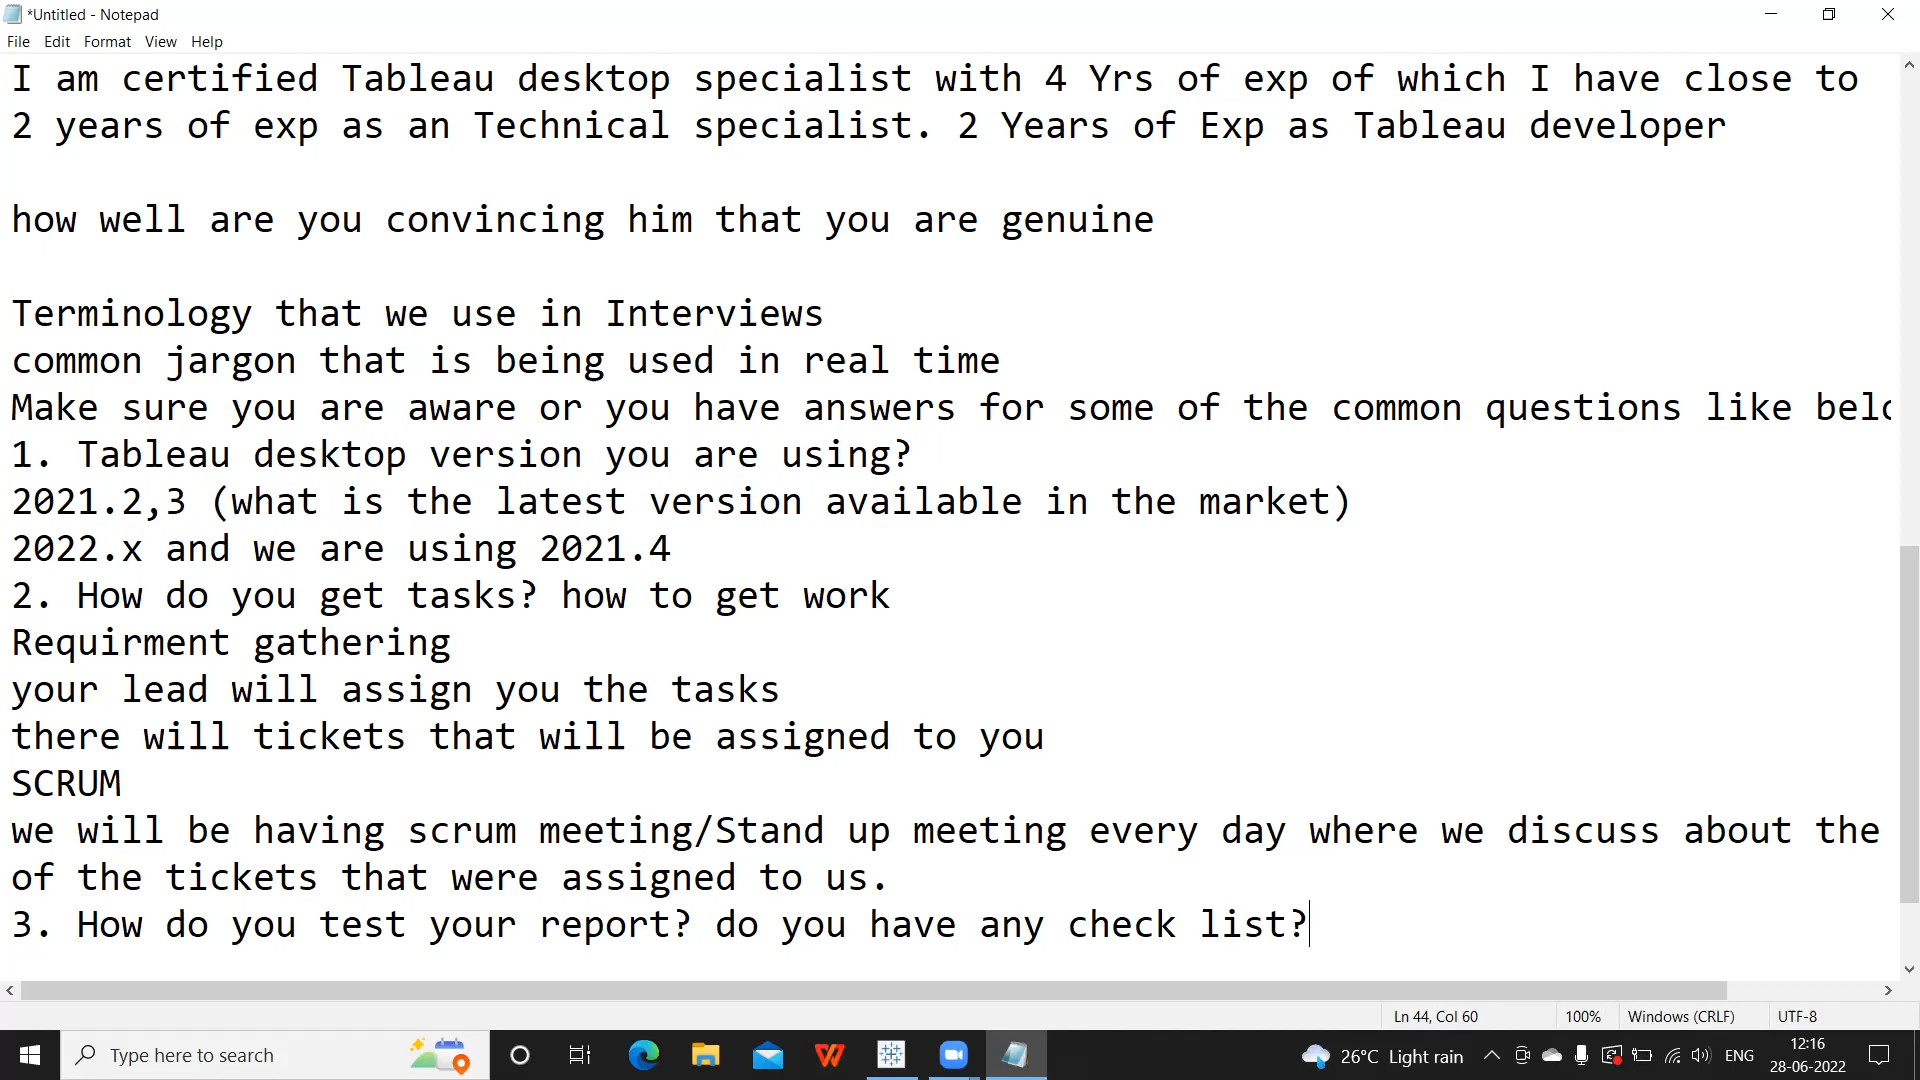 *Untitled - Notepad
File Edit Format View Help
I am certified Tableau desktop specialist with 4 Yrs of exp of which I have close to
2 years of exp as an Technical specialist. 2 Years of Exp as Tableau developer
how well are you convincing him that you are genuine
Terminology that we use in Interviews
common jargon that is being used in real time
Make sure you are aware or you have answers for some of the common questions like
1. Tableau desktop version you are using?
2021.2,3 (what is the latest version available in the market)
2022.x and we are using 2021.4
2. How do you get tasks? how to get work
Requirment gathering
your lead will assign you the tasks
there will tickets that will be assigned to you
SCRUM
we will be having scrum meeting/Stand up meeting every day where we discuss about the
of the tickets that were assigned to us.
3. How do you test your report? do you have any check list?
Ln 44, Col 60 100% Windows (CRLF) UTF-8
Type here to search 26°C Light rain ENG 12:16
28-06-2022